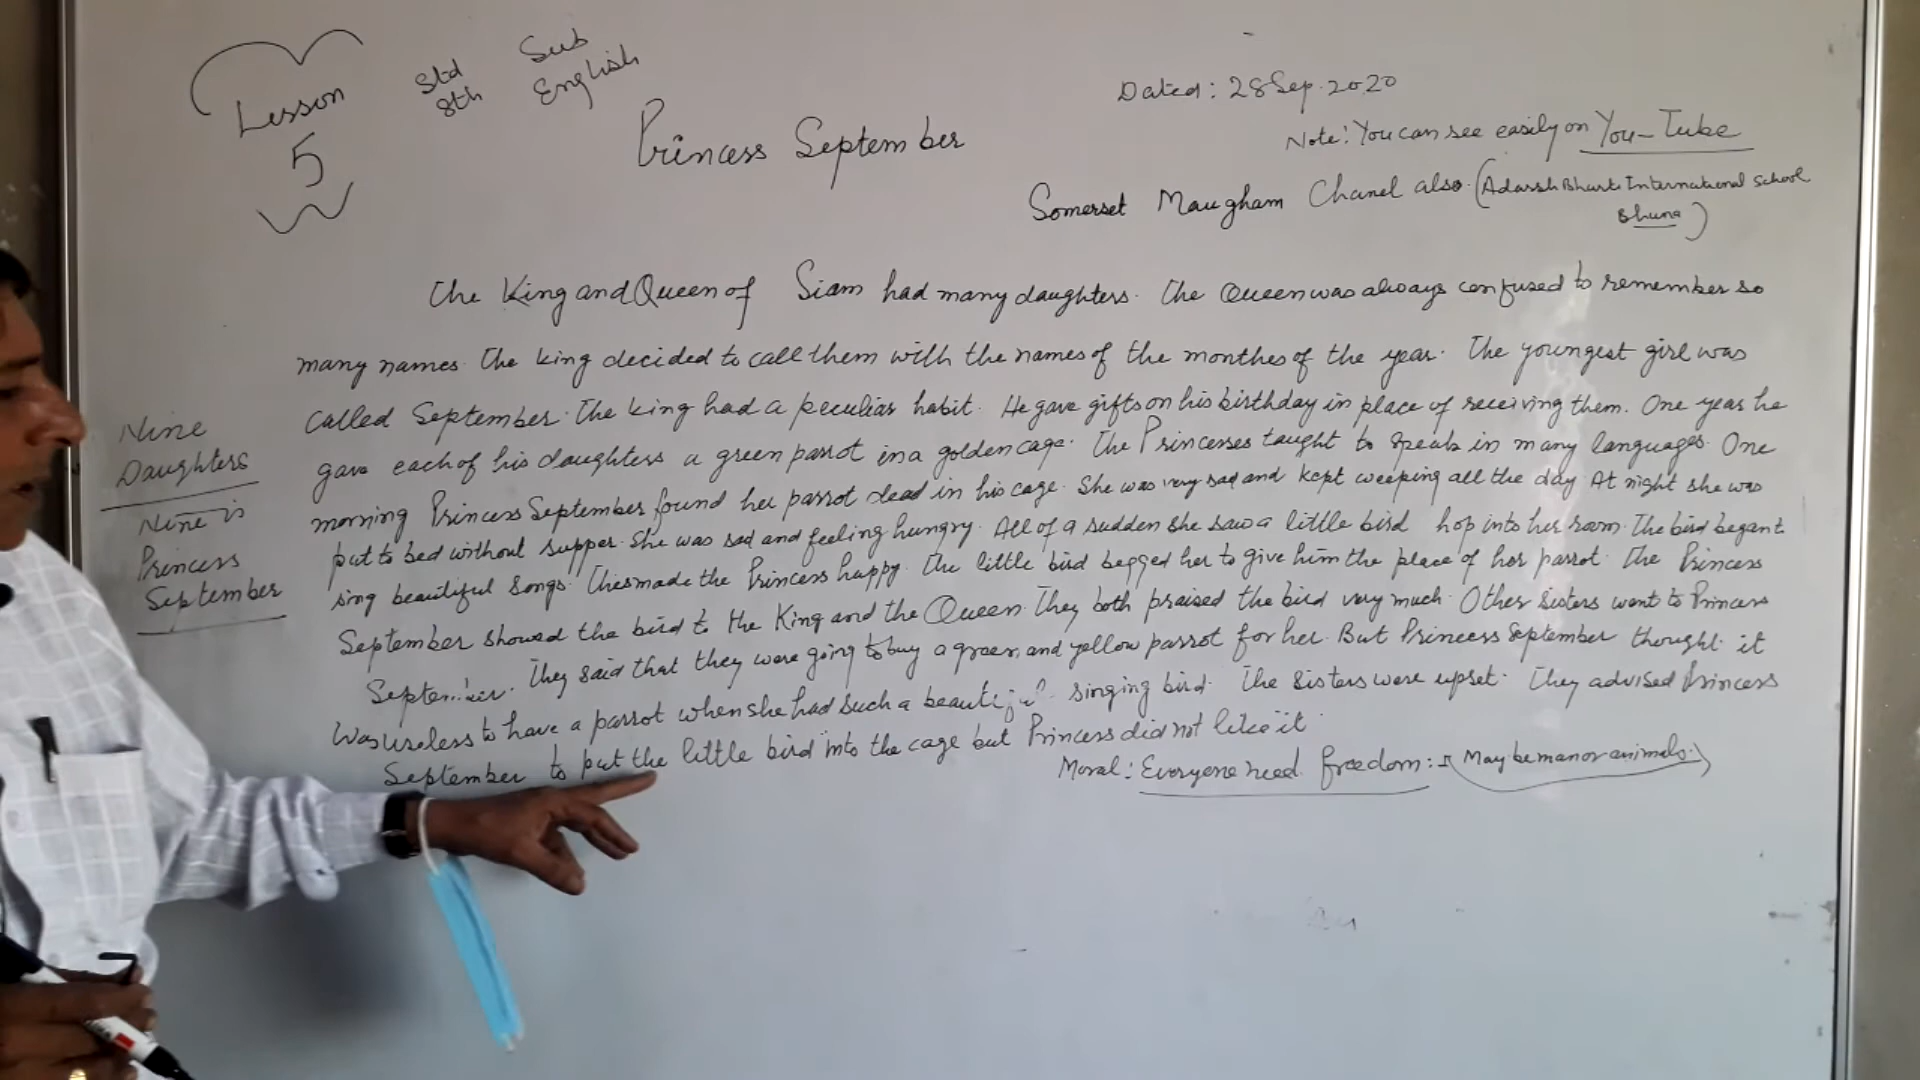 Lesson
5
Std
8th
Sub
English
Princess September
Dated: 28 Sep. 2020
Note: You can see easily on You-Tube
Somerset Maugham Chanel also (Adarsh Bharti International School
Bhuna)
The King and Queen of Siam had many daughters. The Queen was always confused to remember so
many names. The king decided to call them with the names of the monthes of the year. The youngest girl was
called September. The king had a peculiar habit. He gave gifts on his birthday in place of receiving them. One year he
gave each of his daughters a green parrot in a golden cage. The Princesses taught to speak in many languages. One
morning Princess September found her parrot dead in his cage. She was very sad and kept weeping all the day. At night she was
put to bed without supper. She was sad and feeling hungry. All of a sudden she saw a little bird hop into her room. The bird began t
sing beautiful songs. This made the Princess happy. The little bird begged her to give him the place of her parrot. The Princess
September showed the bird to the King and the Queen. They both praised the bird very much. Other sisters went to Princess
September. They said that they were going to buy a green and yellow parrot for her. But Princess September thought it
was useless to have a parrot when she had such a beautiful singing bird. The sisters were upset. They advised Princess
September to put the little bird into the cage but Princess did not like it.
Moral: Everyone need freedom:- May be man or animals.)
Nine
Daughters
Nine is
Princess
September